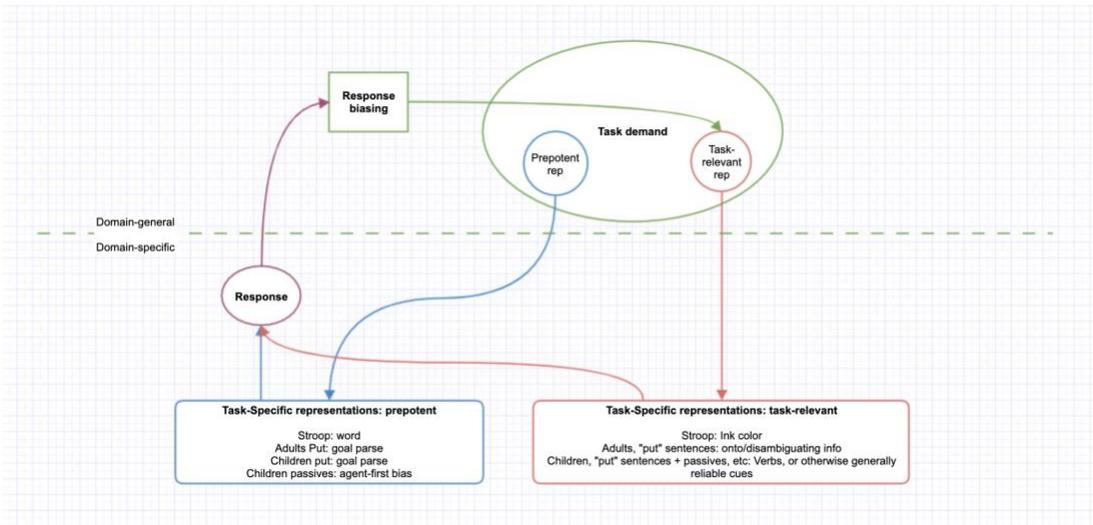 Response
biasing
Task demand
Prepotent
rep
Task-
relevant
rep
Domain-general
Domain-specific
Response
Task-Specific representations: prepotent
Stroop: word
Adults Put: goal parse
Children put: goal parse
Children passives: agent-first bias
Task-Specific representations: task-relevant
Stroop: Ink color
Adults, "put" sentences: onto/disambiguating info
Children, "put" sentences + passives, etc: Verbs, or otherwise generally
reliable cues